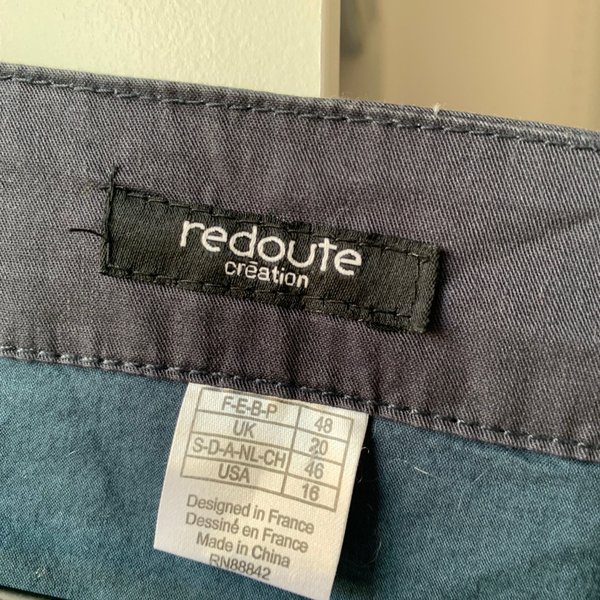 redoute
création
F-E-B-P 48
UK 20
S-D-A-NL-CH 46
USA 16
Designed in France
Dessiné en France
Made in China
RN88842